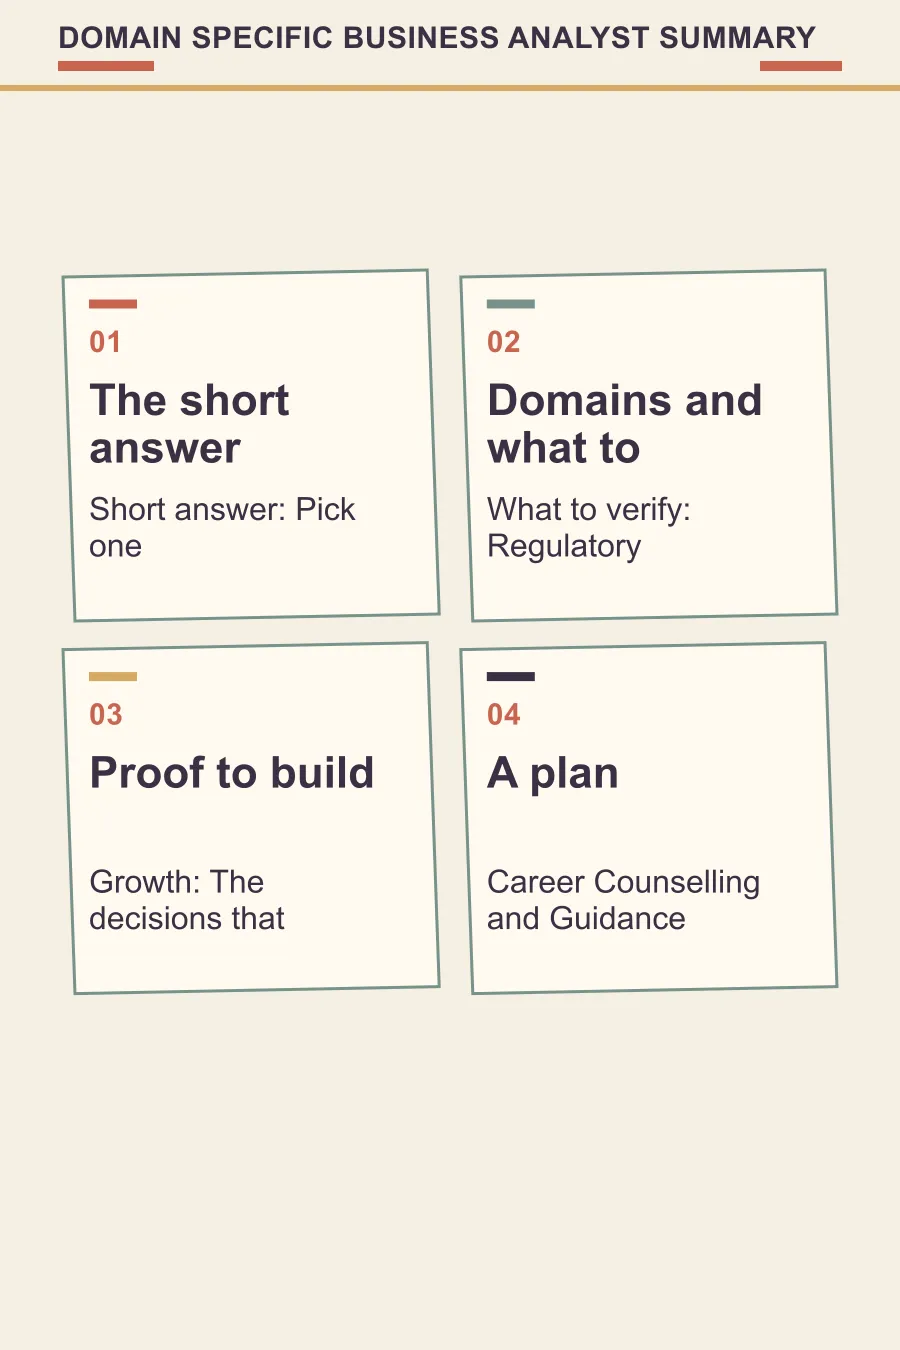 DOMAIN SPECIFIC BUSINESS ANALYST SUMMARY
01
The short
answer
Short answer: Pick
one
02
Domains and
what to
What to verify:
Regulatory
03
Proof to build
Growth: The
decisions that
04
A plan
Career Counselling
and Guidance